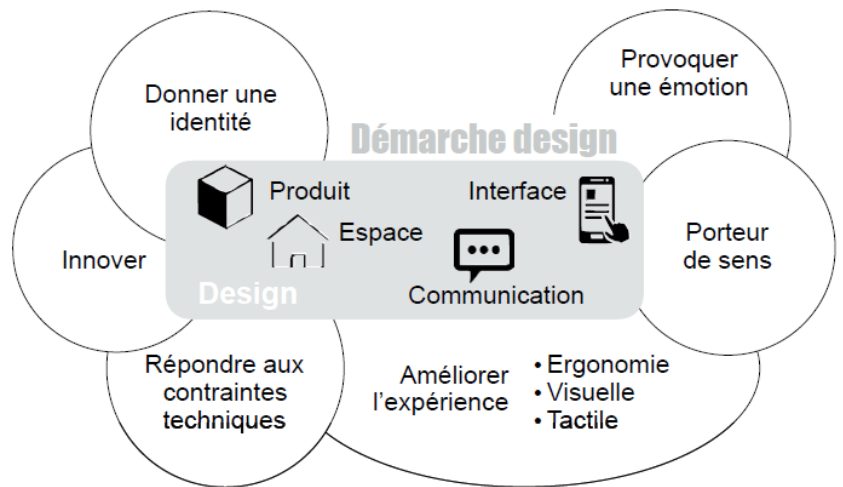 Donner une
identité
Provoquer
une émotion
Démarche design
Produit
Interface
Espace
Innover
Porteur
de sens
Design
Communication
Répondre aux
contraintes
techniques
Améliorer
l'expérience
• Ergonomie
• Visuelle
• Tactile